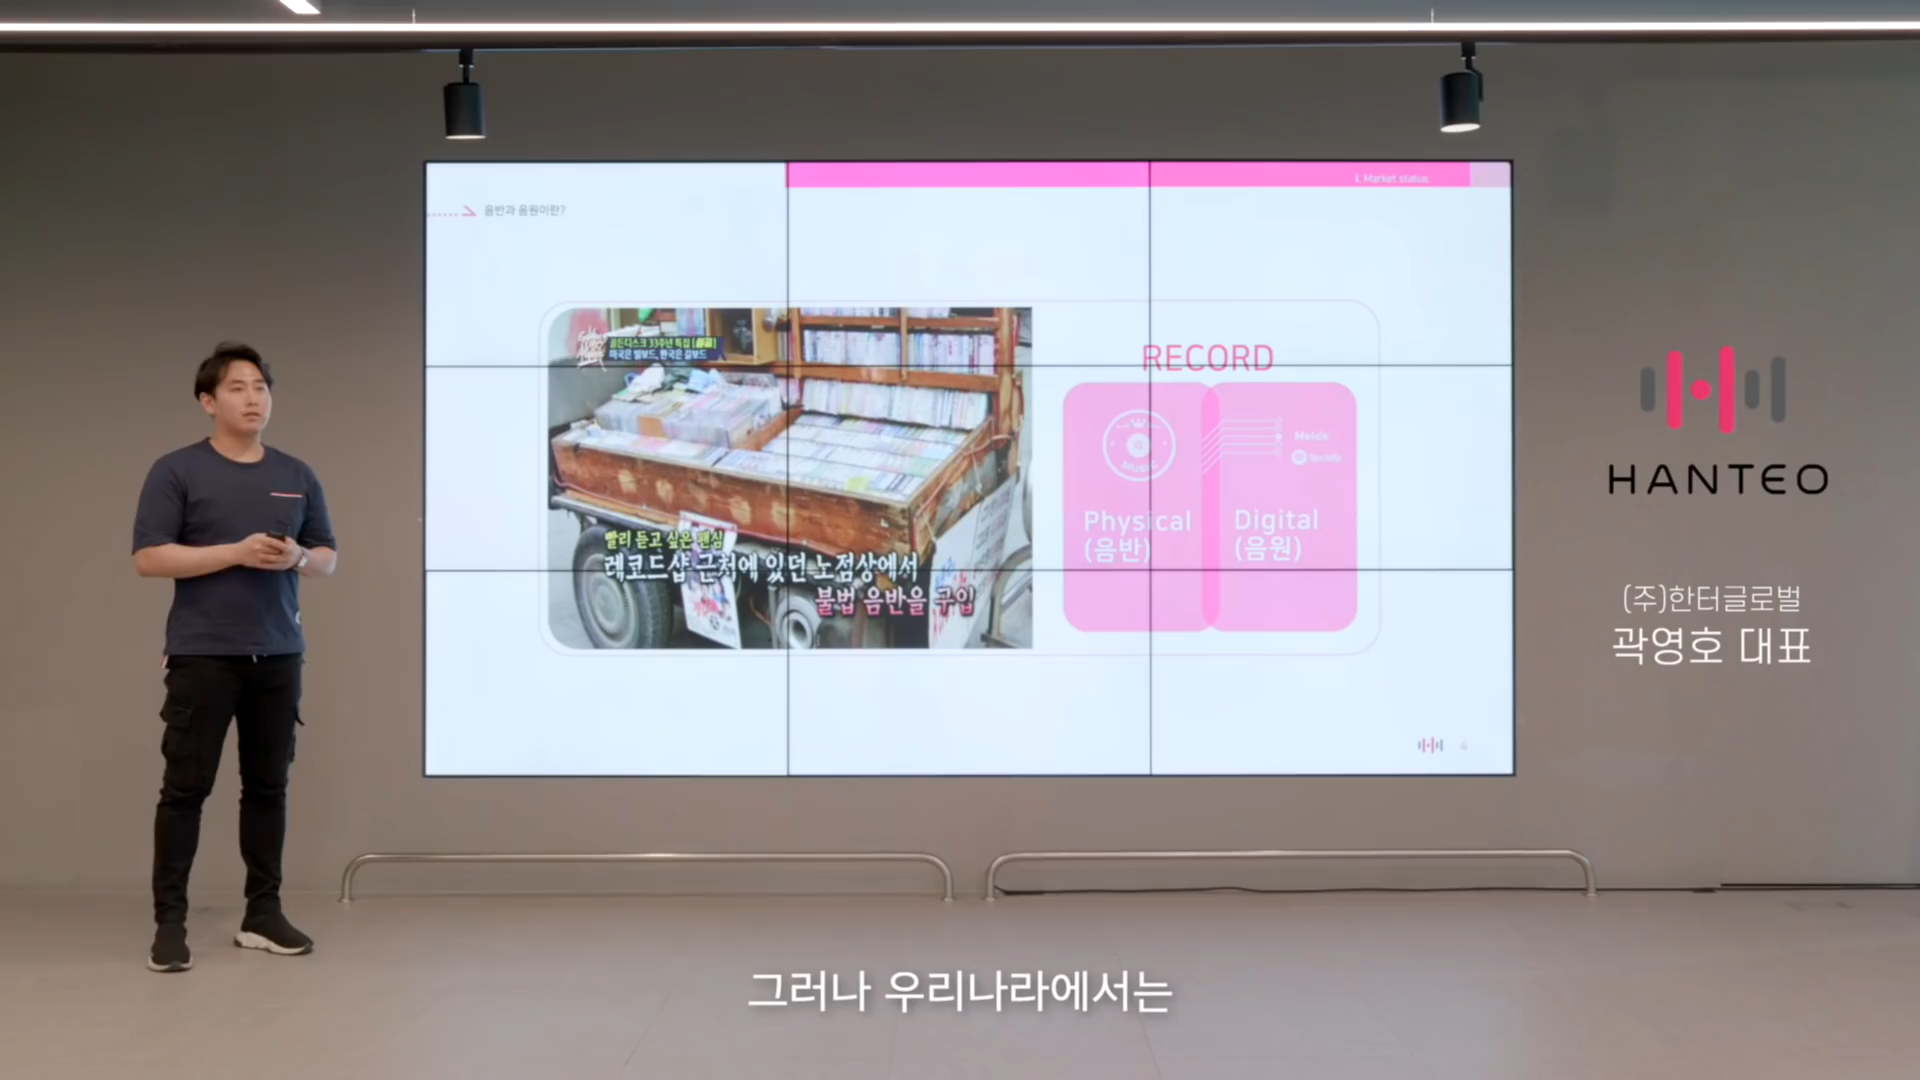 I. Market status
음반과 음원이란?
골든디스크 33주년 특집
미국은 빌보드, 한국은 길보드
빨리 듣고 싶은 팬심
레코드샵 근처에 있던 노점상에서
불법 음반을 구입
RECORD
MUSIC
Melon
Spotify
Physical
(음반)
Digital
(음원)
HANTEO
(주)한터글로벌
곽영호 대표
그러나 우리나라에서는